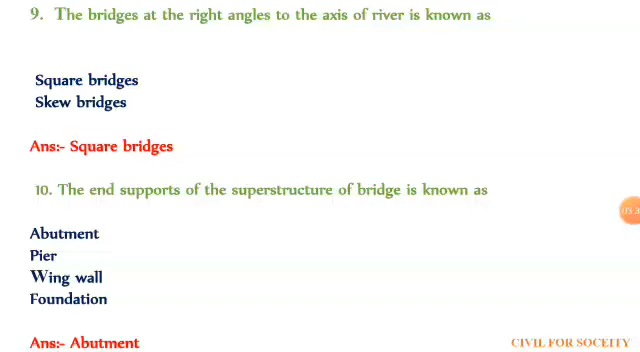 9. The bridges at the right angles to the axis of river is known as
Square bridges
Skew bridges
Ans:- Square bridges
10. The end supports of the superstructure of bridge is known as
Abutment
Pier
Wing wall
Foundation
Ans:- Abutment
CIVIL FOR SOCEITY